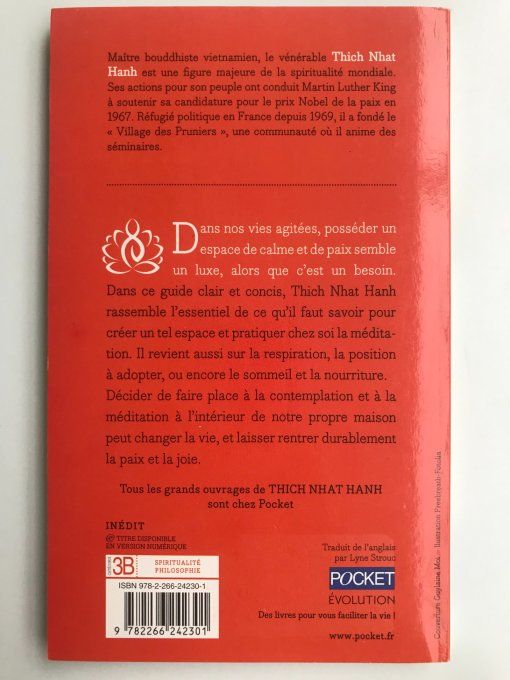 Maître bouddhiste vietnamien, le vénérable Thich Nhat
Hanh est une figure majeure de la spiritualité mondiale.
Ses actions pour son peuple ont conduit Martin Luther King
à soutenir sa candidature pour le prix Nobel de la paix en
1967. Réfugié politique en France depuis 1969, il a fondé le
« Village des Pruniers », une communauté où il anime des
séminaires.
Dans nos vies agitées, posséder un
espace de calme et de paix semble
un luxe, alors que c'est un besoin.
Dans ce guide clair et concis, Thich Nhat Hanh
rassemble l'essentiel de ce qu'il faut savoir pour
créer un tel espace et pratiquer chez soi la médita-
tion. Il revient aussi sur la respiration, la position
à adopter, ou encore le sommeil et la nourriture.
Décider de faire place à la contemplation et à la
méditation à l'intérieur de notre propre maison
peut changer la vie, et laisser rentrer durablement
la paix et la joie.
Tous les grands ouvrages de THICH NHAT HANH
sont chez Pocket
INÉDIT
TITRE DISPONIBLE
EN VERSION NUMÉRIQUE
3B
SPIRITUALITÉ
PHILOSOPHIE
ISBN 978-2-266-24230-1
9 782266 242301
Traduit de l'anglais
par Lyne Strouc
POCKET
ÉVOLUTION
Des livres pour vous faciliter la vie !
www.pocket.fr
Couverture Guylaine Moi – Illustration Freebreath-Fotolia